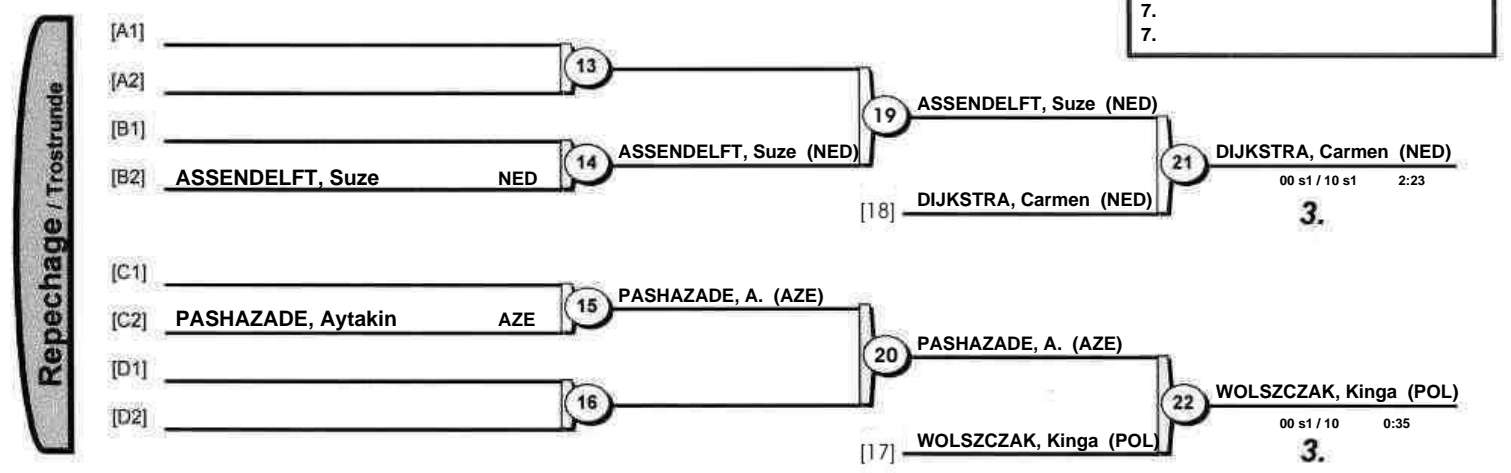 7.
7.
Repechage / Trostrunde
[A1]
13
[A2]
19
ASSENDELFT, Suze (NED)
[B1]
14
ASSENDELFT, Suze (NED)
21
DIJKSTRA, Carmen (NED)
[B2] ASSENDELFT, Suze NED
00 s1 / 10 s1 2:23
[18] DIJKSTRA, Carmen (NED)
3.
[C1]
15
PASHAZADE, A. (AZE)
[C2] PASHAZADE, Aytakin AZE
20
PASHAZADE, A. (AZE)
[D1]
16
22
WOLSZCZAK, Kinga (POL)
[D2]
00 s1 / 10 0:35
[17] WOLSZCZAK, Kinga (POL)
3.